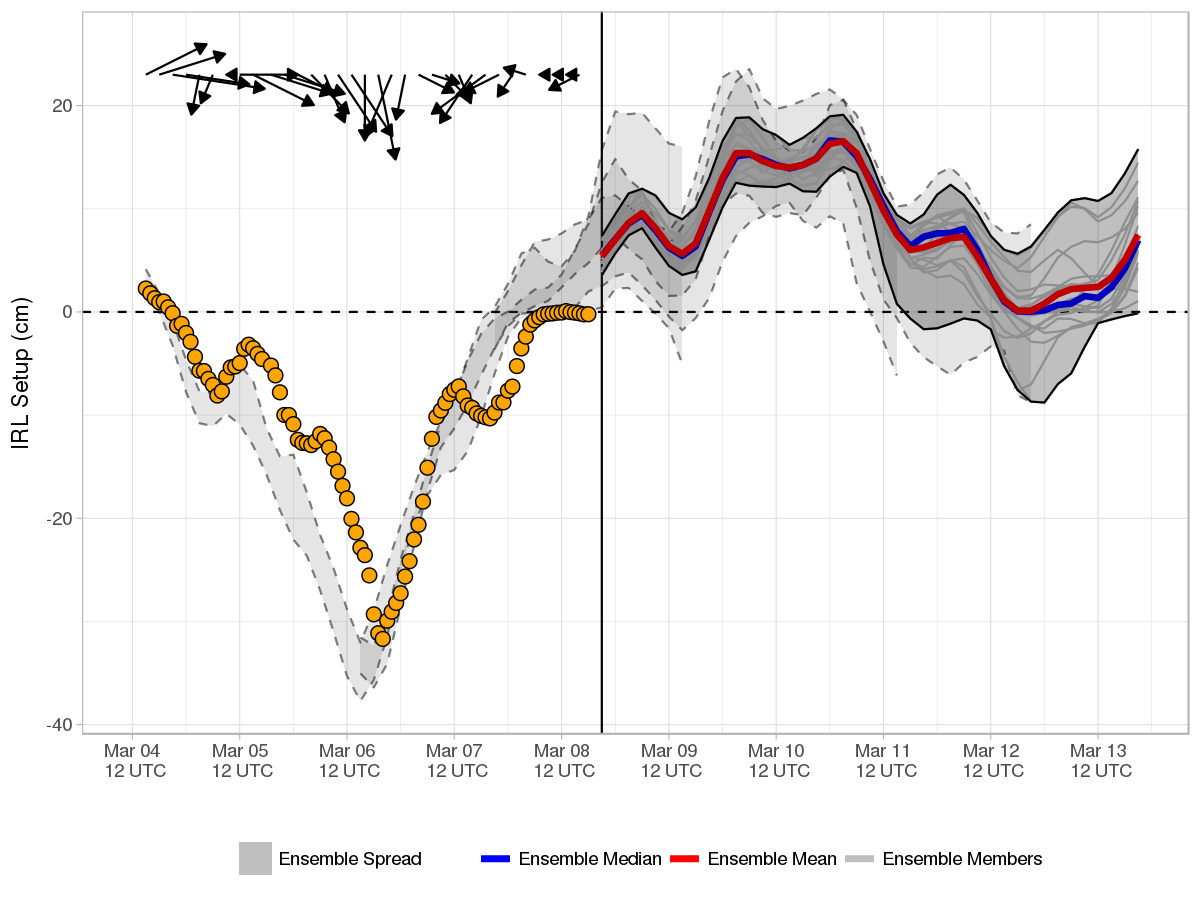 IRL Setup (cm)
20
0
-20
-40
Mar 04 Mar 05 Mar 06 Mar 07 Mar 08 Mar 09 Mar 10 Mar 11 Mar 12 Mar 13
12 UTC 12 UTC 12 UTC 12 UTC 12 UTC 12 UTC 12 UTC 12 UTC 12 UTC 12 UTC
Ensemble Spread Ensemble Median Ensemble Mean Ensemble Members